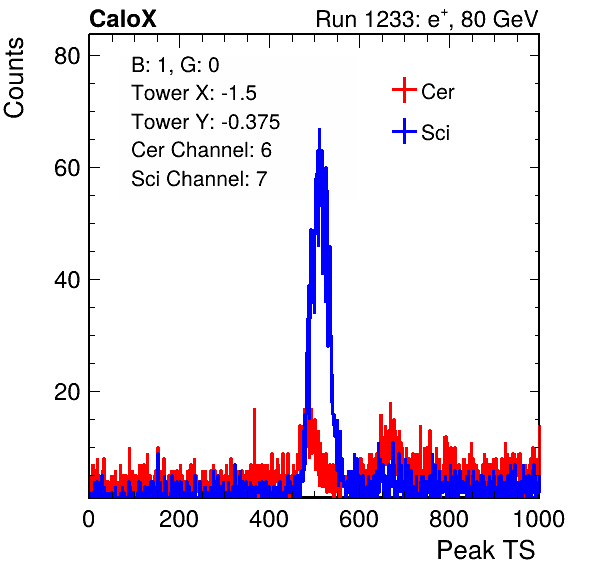 CaloX Run 1233: e⁺, 80 GeV
Counts
B: 1, G: 0
Tower X: -1.5
Tower Y: -0.375
Cer Channel: 6
Sci Channel: 7
Cer
Sci
80
60
40
20
0 200 400 600 800 1000
Peak TS